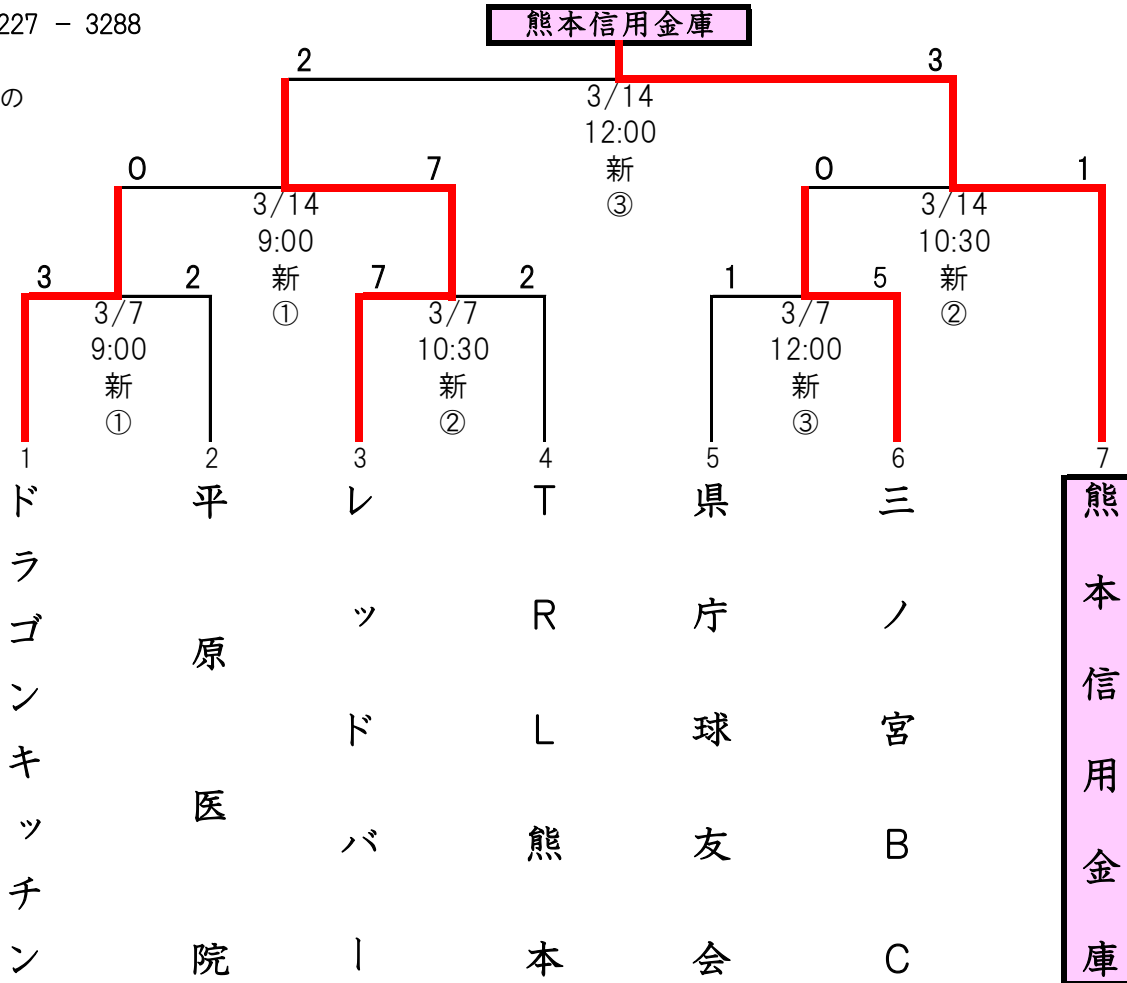 227 － 3288
熊本信用金庫
の
2
3
3/14
12:00
新
③
0
7
0
1
3/14
9:00
新
①
3/14
10:30
新
②
3
2
7
2
1
5
3/7
9:00
新
①
3/7
10:30
新
②
3/7
12:00
新
③
1
2
3
4
5
6
7
ドラゴンキッチン
平原医院
レッドバー
TRL熊本
県庁球友会
三ノ宮BC
熊本信用金庫